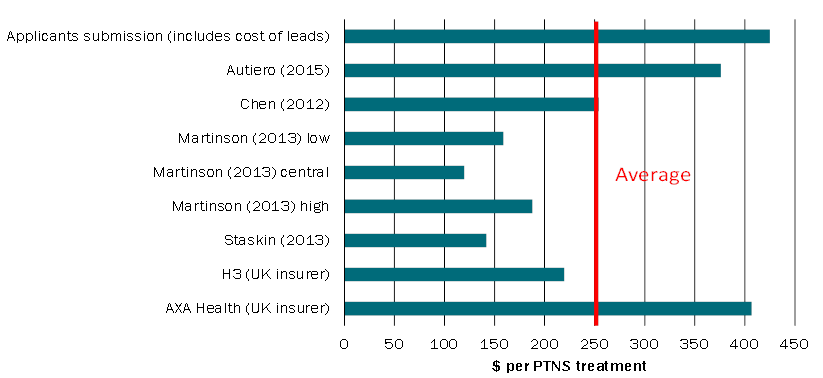 Applicants submission (includes cost of leads)
Autiero (2015)
Chen (2012)
Martinson (2013) low
Martinson (2013) central
Martinson (2013) high
Staskin (2013)
H3 (UK insurer)
AXA Health (UK insurer)
Average
0 50 100 150 200 250 300 350 400 450
$ per PTNS treatment